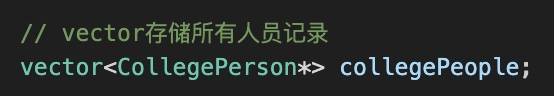 // vector存储所有人员记录
vector<CollegePerson*> collegePeople;